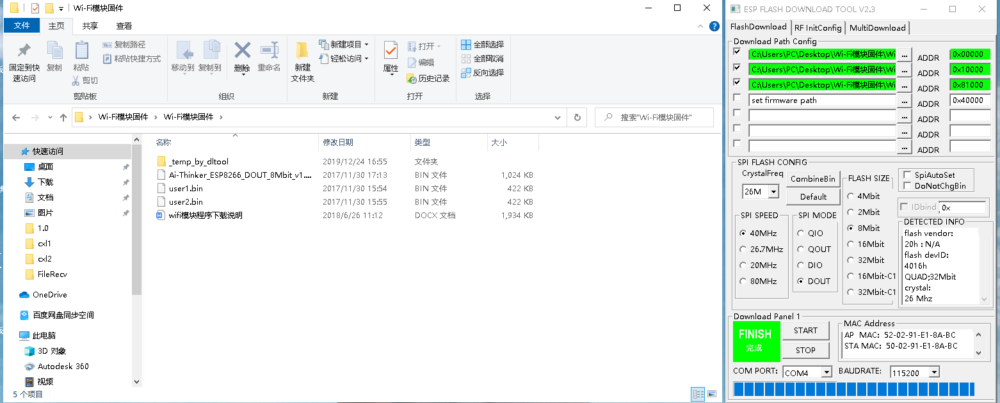 Wi-Fi模块固件
文件 主页 共享 查看
固定到快速访问
复制
粘贴
复制路径
粘贴快捷方式
剪切
剪贴板
移动到
复制到
删除
重命名
组织
新建文件夹
新建项目
轻松访问
新建
属性
打开
编辑
历史记录
打开
全部选择
全部取消
反向选择
选择
Wi-Fi模块固件 › Wi-Fi模块固件 ›
搜索"Wi-Fi模块固件"
快速访问
桌面
下载
文档
图片
1.0
cxl1
cxl2
FileRecv
OneDrive
百度网盘同步空间
此电脑
3D 对象
Autodesk 360
视频
5 个项目
名称 修改日期 类型 大小
_temp_by_dltool 2019/12/24 16:55 文件夹
Ai-Thinker_ESP8266_DOUT_8Mbit_v1.... 2017/11/30 17:13 BIN 文件 1,024 KB
user1.bin 2017/11/30 15:54 BIN 文件 422 KB
user2.bin 2017/11/30 15:55 BIN 文件 422 KB
wifi模块程序下载说明 2018/6/26 11:12 DOCX 文档 1,934 KB
ESP FLASH DOWNLOAD TOOL V2.3
FlashDownload RF InitConfig MultiDownload
Download Path Config
C:\Users\PC\Desktop\Wi-Fi模块固件\Wi ... ADDR 0x00000
C:\Users\PC\Desktop\Wi-Fi模块固件\Wi ... ADDR 0x10000
C:\Users\PC\Desktop\Wi-Fi模块固件\Wi ... ADDR 0x81000
set firmware path ... ADDR 0x40000
... ADDR
... ADDR
... ADDR
SPI FLASH CONFIG
CrystalFreq
26M
CombineBin
Default
SPI SPEED
40MHz
26.7MHz
20MHz
80MHz
SPI MODE
QIO
QOUT
DIO
DOUT
FLASH SIZE
4Mbit
2Mbit
8Mbit
16Mbit
32Mbit
16Mbit-C1
32Mbit-C1
SpiAutoSet
DoNotChgBin
IDbind 0x
DETECTED INFO
flash vendor:
20h : N/A
flash devID:
4016h
QUAD;32Mbit
crystal:
26 Mhz
Download Panel 1
FINISH
完成
START
STOP
MAC Address
AP MAC: 52-02-91-E1-8A-BC
STA MAC: 50-02-91-E1-8A-BC
COM PORT: COM4
BAUDRATE: 115200